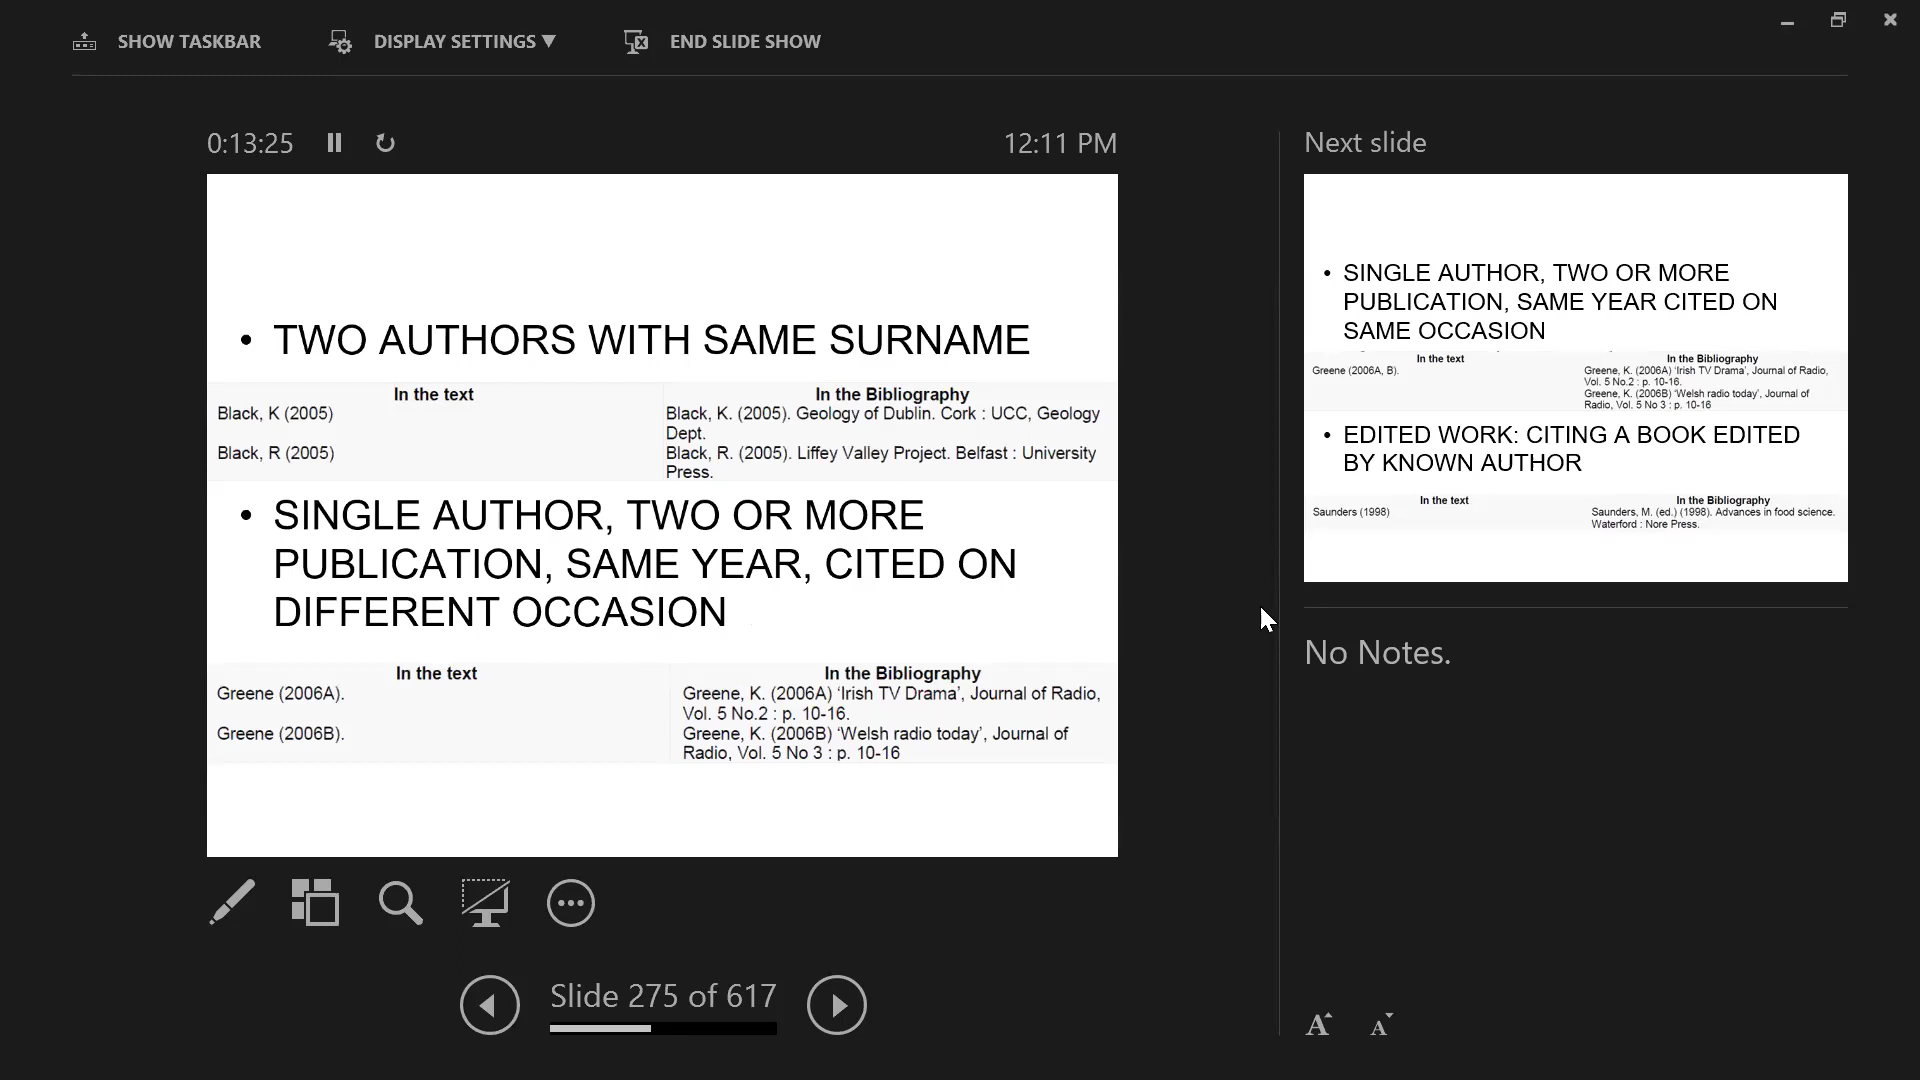 SHOW TASKBAR
DISPLAY SETTINGS ▼
END SLIDE SHOW
0:13:25
12:11 PM
• TWO AUTHORS WITH SAME SURNAME
In the text
In the Bibliography
Black, K (2005)
Black, K. (2005). Geology of Dublin. Cork : UCC, Geology
Dept.
Black, R (2005)
Black, R. (2005). Liffey Valley Project. Belfast : University
Press.
• SINGLE AUTHOR, TWO OR MORE
PUBLICATION, SAME YEAR, CITED ON
DIFFERENT OCCASION
In the text
In the Bibliography
Greene (2006A).
Greene, K. (2006A) ‘Irish TV Drama’, Journal of Radio,
Vol. 5 No.2 : p. 10-16.
Greene (2006B).
Greene, K. (2006B) ‘Welsh radio today’, Journal of
Radio, Vol. 5 No 3 : p. 10-16
Slide 275 of 617
Next slide
• SINGLE AUTHOR, TWO OR MORE
PUBLICATION, SAME YEAR CITED ON
SAME OCCASION
In the text
In the Bibliography
Greene (2006A, B).
Greene, K. (2006A) ‘Irish TV Drama’, Journal of Radio,
Vol. 5 No.2 : p. 10-16.
Greene, K. (2006B) ‘Welsh radio today’, Journal of
Radio, Vol. 5 No 3 : p. 10-16
• EDITED WORK: CITING A BOOK EDITED
BY KNOWN AUTHOR
In the text
In the Bibliography
Saunders (1998)
Saunders, M. (ed.) (1998). Advances in food science.
Waterford : Nore Press.
No Notes.
A A